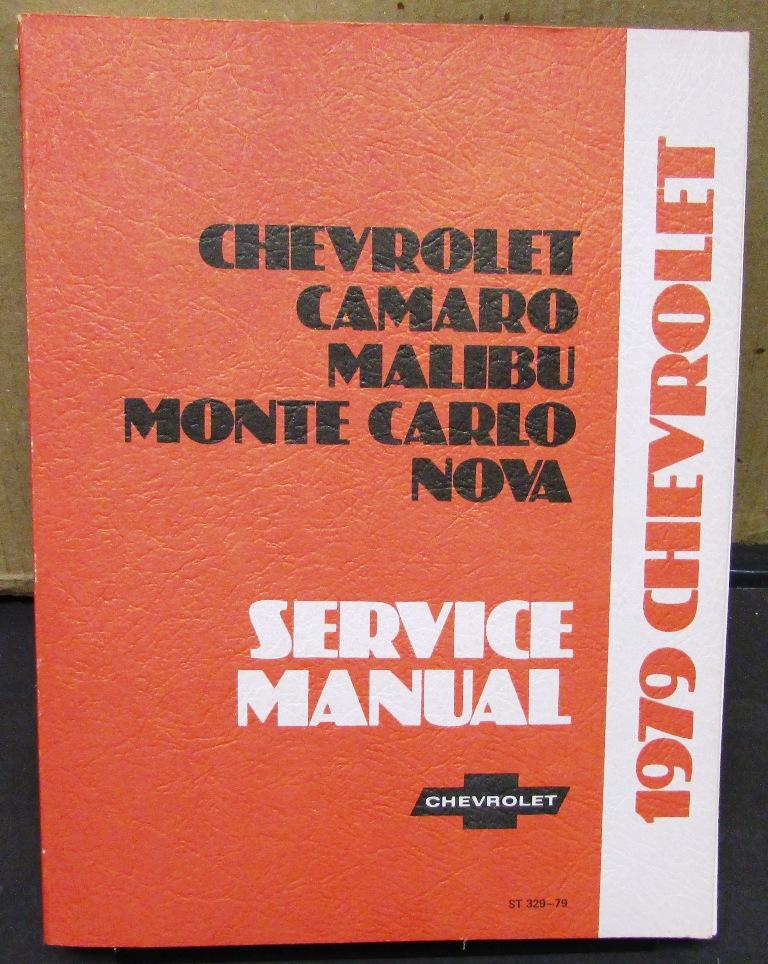 CHEVROLET
CAMARO
MALIBU
MONTE CARLO
NOVA
SERVICE
MANUAL
CHEVROLET
ST 329-79
1979 CHEVROLET